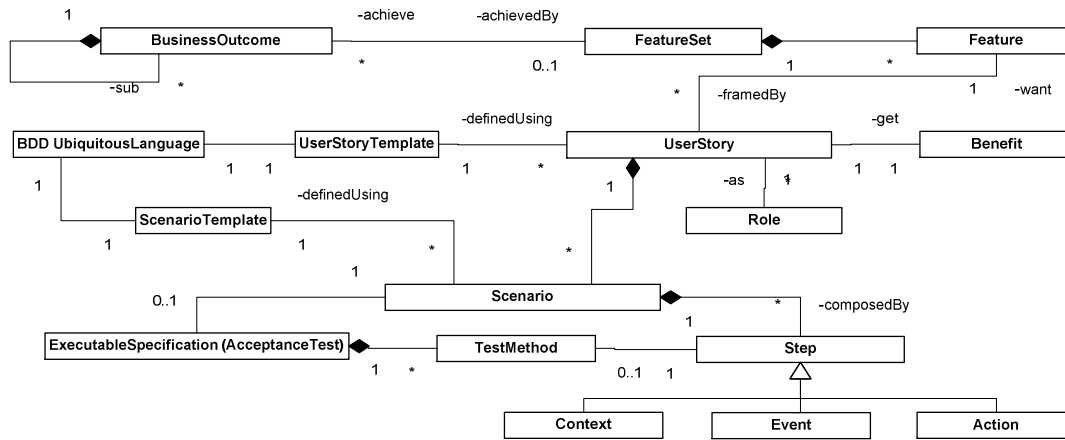 1 -achieve -achievedBy
BusinessOutcome FeatureSet Feature
* 0..1 1 *
-sub * * -framedBy 1 -want
-definedUsing -get
BDD UbiquitousLanguage UserStoryTemplate UserStory Benefit
1 1 1 1 * 1 1
1 1 -as 1 *
-definedUsing
ScenarioTemplate Role
1 1 * *
1
0..1 Scenario * -composedBy
1
ExecutableSpecification (AcceptanceTest) TestMethod Step
1 * 0..1 1
Context Event Action